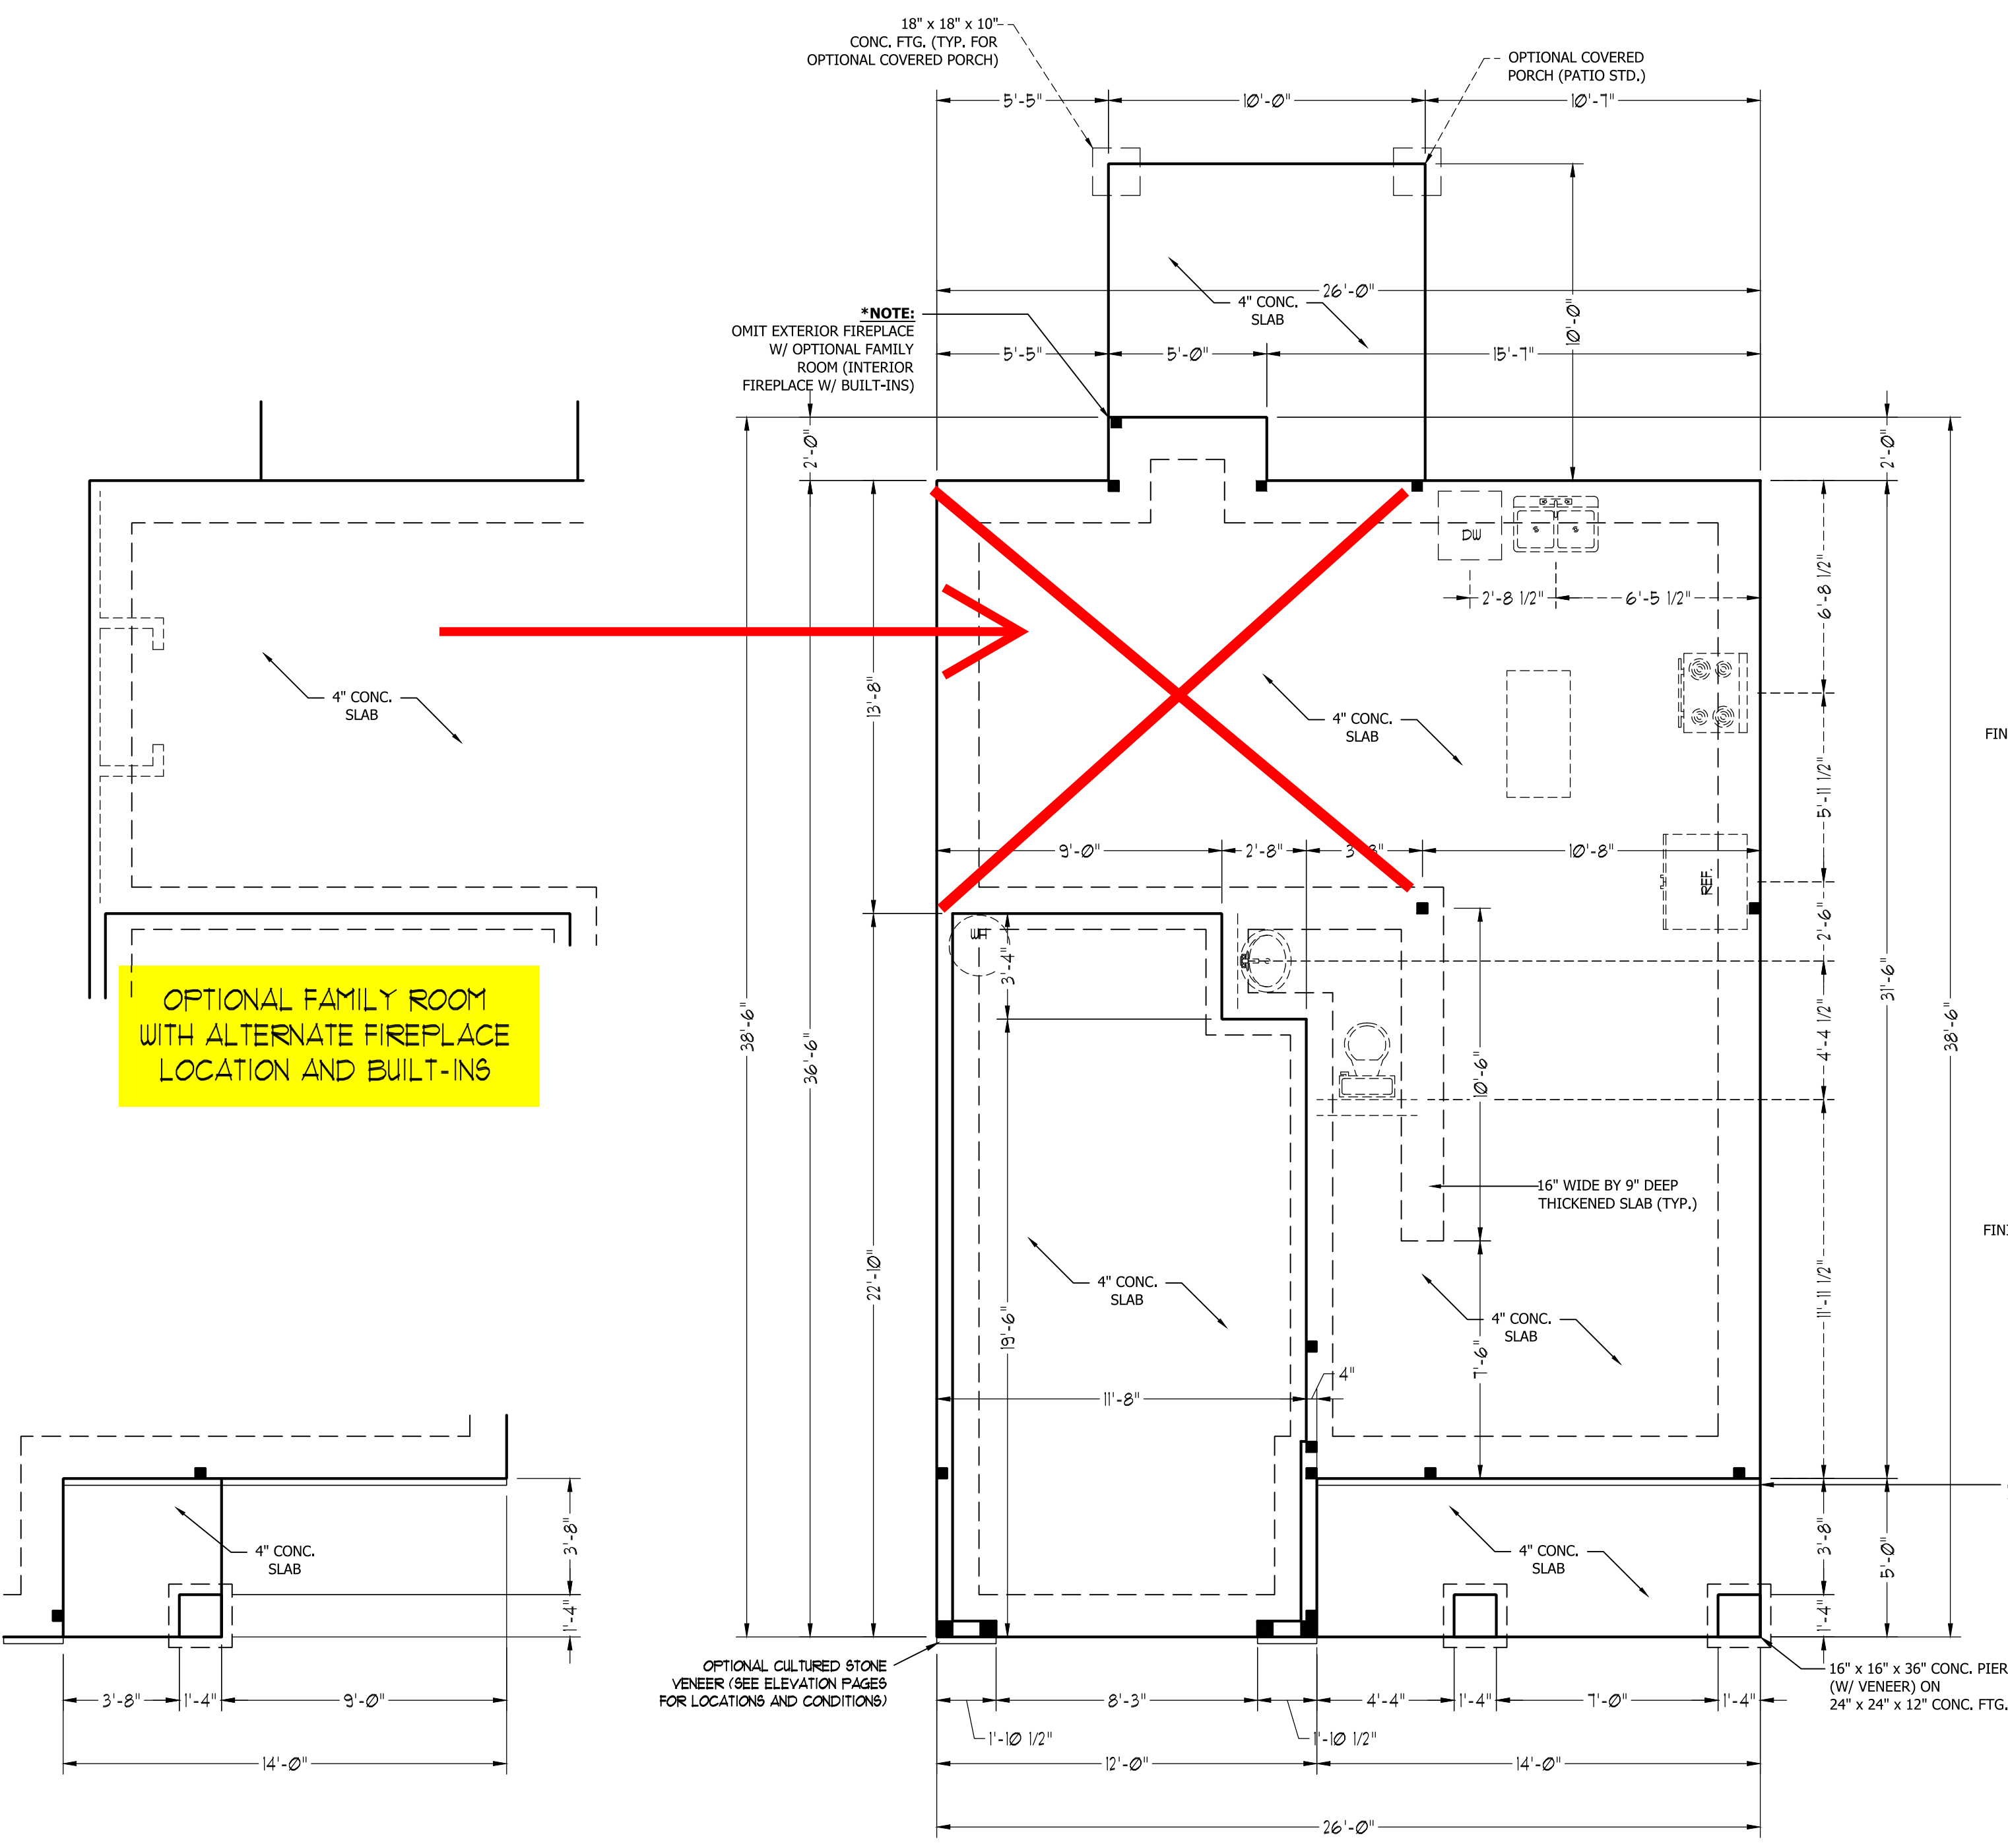 18" x 18" x 10"
CONC. FTG. (TYP. FOR
OPTIONAL COVERED PORCH)
OPTIONAL COVERED
PORCH (PATIO STD.)
5'-5"
10'-0"
10'-7"
26'-0"
4" CONC.
SLAB
10'-0"
*NOTE:
OMIT EXTERIOR FIREPLACE
W/ OPTIONAL FAMILY
ROOM (INTERIOR
FIREPLACE W/ BUILT-INS)
5'-5"
5'-0"
15'-7"
2'-0"
2'-0"
DW
2'-8 1/2"
6'-5 1/2"
6'-8 1/2"
13'-8"
4" CONC.
SLAB
4" CONC.
SLAB
FIN
5'-11 1/2"
9'-0"
2'-8"
10'-8"
REF.
2'-6"
WH
3'-4"
38'-6"
36'-6"
31'-6"
38'-6"
4'-4 1/2"
10'-6"
OPTIONAL FAMILY ROOM
WITH ALTERNATE FIREPLACE
LOCATION AND BUILT-INS
16" WIDE BY 9" DEEP
THICKENED SLAB (TYP.)
FIN
22'-10"
4" CONC.
SLAB
19'-6"
4" CONC.
SLAB
11'-11 1/2"
7'-6"
4"
11'-8"
4" CONC.
SLAB
3'-8"
1'-4"
4" CONC.
SLAB
3'-8"
5'-0"
1'-4"
OPTIONAL CULTURED STONE
VENEER (SEE ELEVATION PAGES
FOR LOCATIONS AND CONDITIONS)
16" x 16" x 36" CONC. PIER
(W/ VENEER) ON
24" x 24" x 12" CONC. FTG.
3'-8"
1'-4"
9'-0"
8'-3"
4'-4"
1'-4"
7'-0"
1'-4"
1'-10 1/2"
1'-10 1/2"
14'-0"
12'-0"
14'-0"
26'-0"